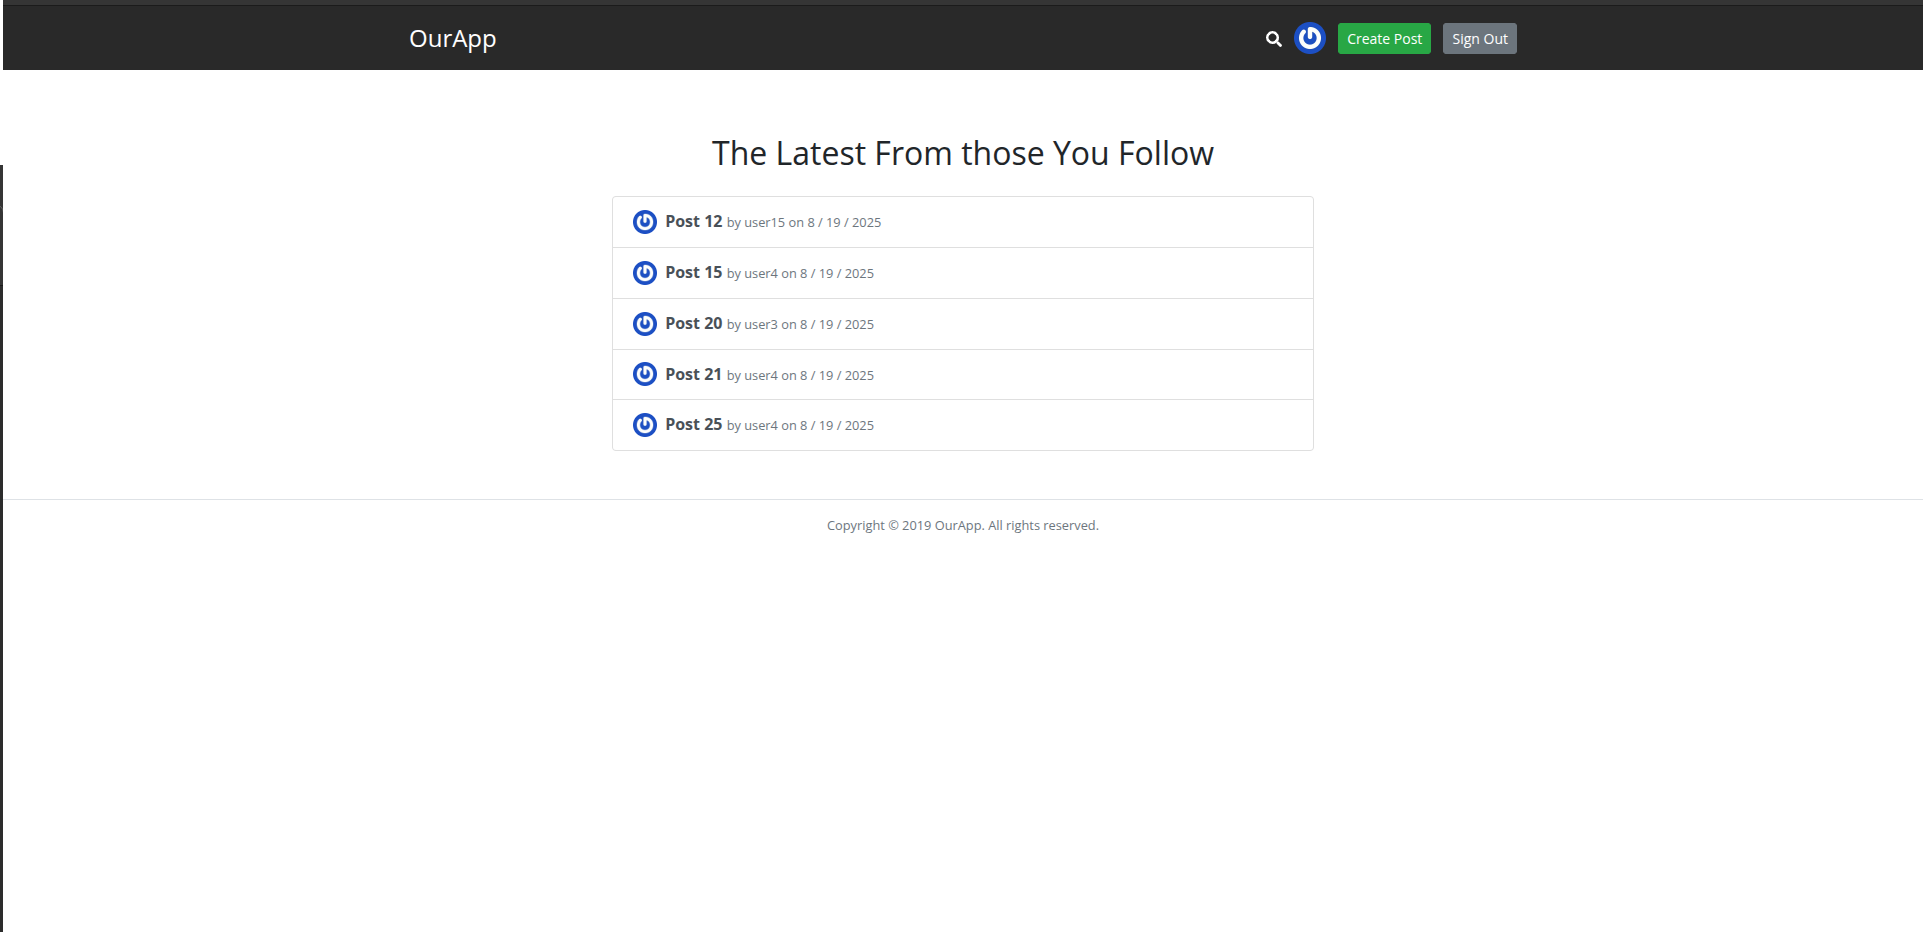 OurApp
Create Post
Sign Out
The Latest From those You Follow
Post 12 by user15 on 8 / 19 / 2025
Post 15 by user4 on 8 / 19 / 2025
Post 20 by user3 on 8 / 19 / 2025
Post 21 by user4 on 8 / 19 / 2025
Post 25 by user4 on 8 / 19 / 2025
Copyright © 2019 OurApp. All rights reserved.